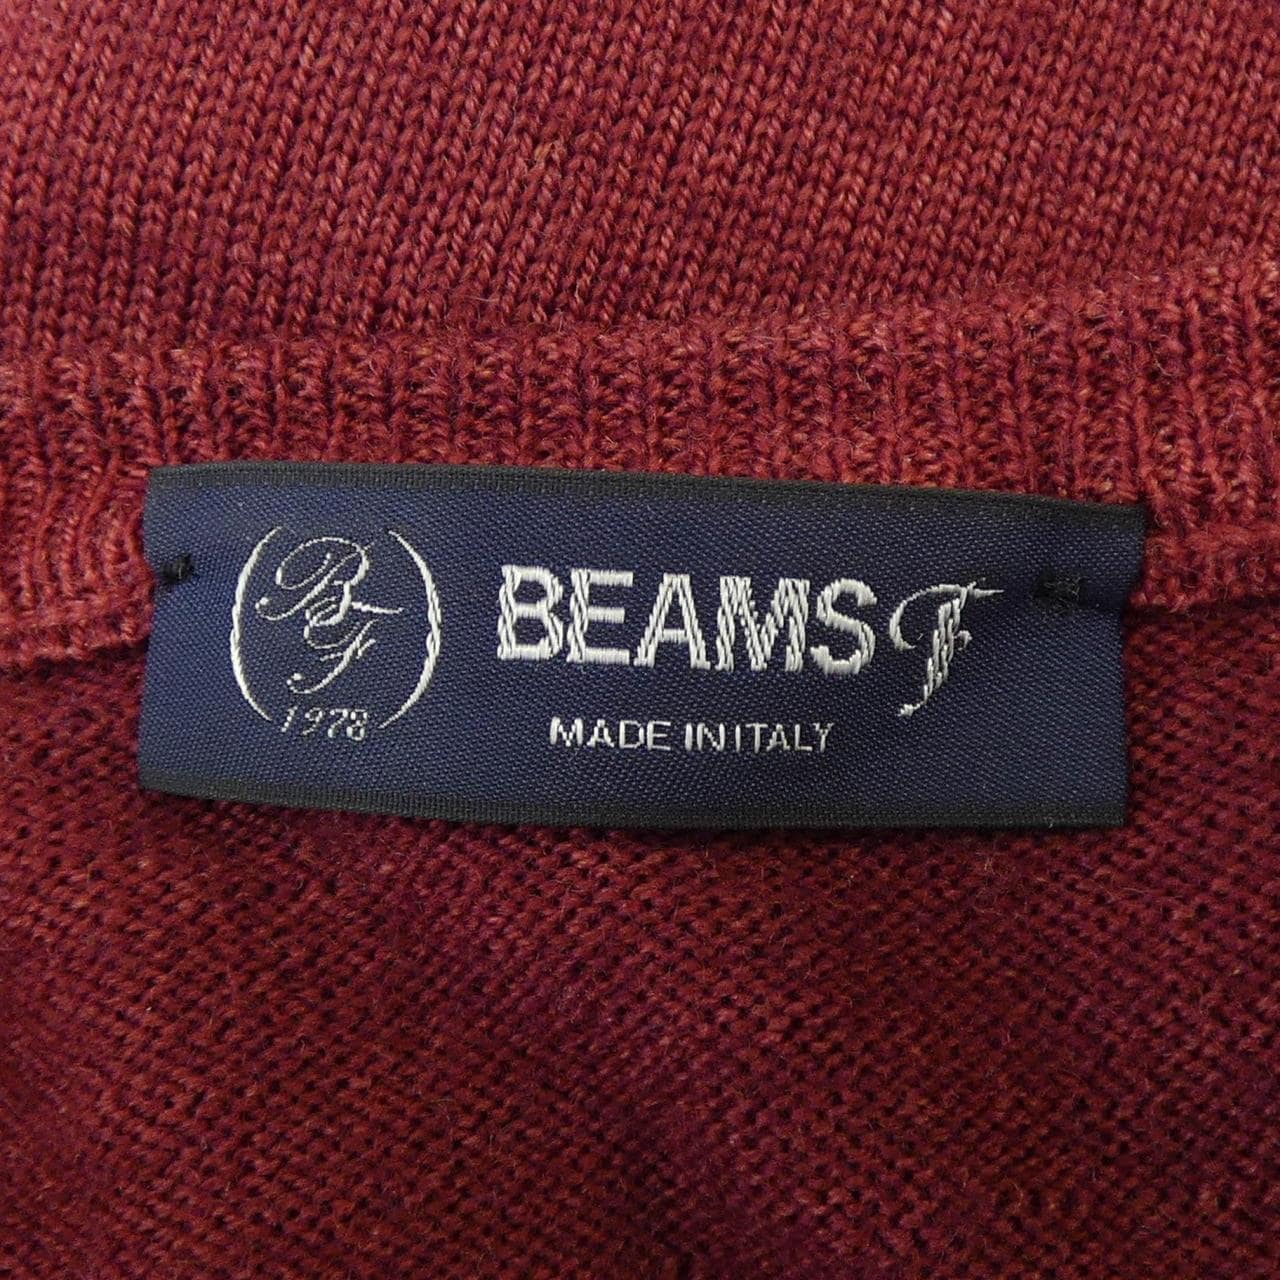 BF
1978
BEAMS F
MADE IN ITALY